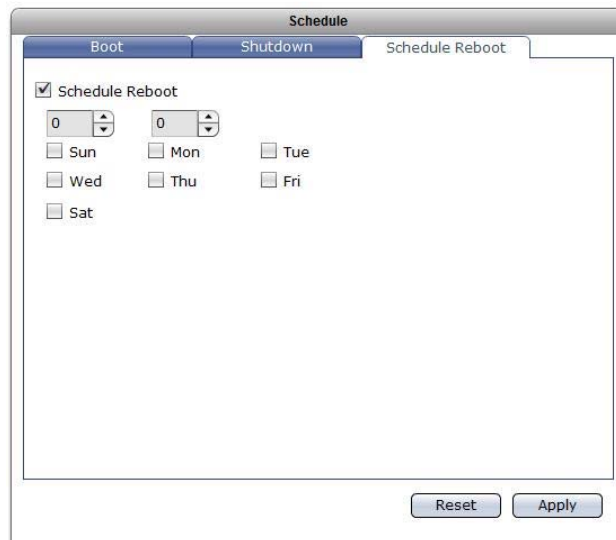 Schedule
Boot Shutdown Schedule Reboot
Schedule Reboot
0 0
Sun Mon Tue
Wed Thu Fri
Sat
Reset Apply